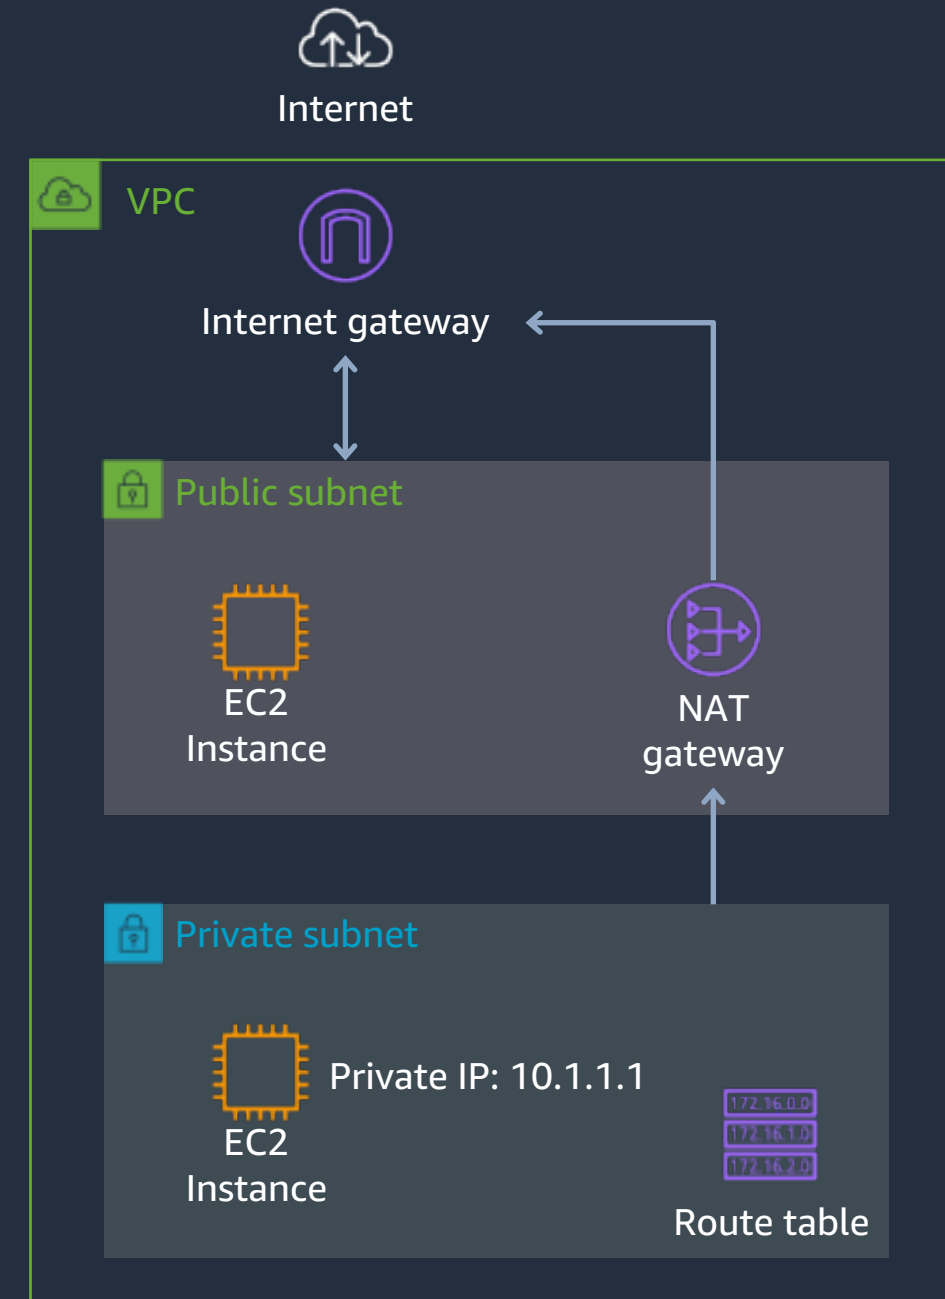 Internet
VPC
Internet gateway
Public subnet
EC2
Instance
NAT
gateway
Private subnet
Private IP: 10.1.1.1
EC2
Instance
172.16.0.0
172.16.1.0
172.16.2.0
Route table